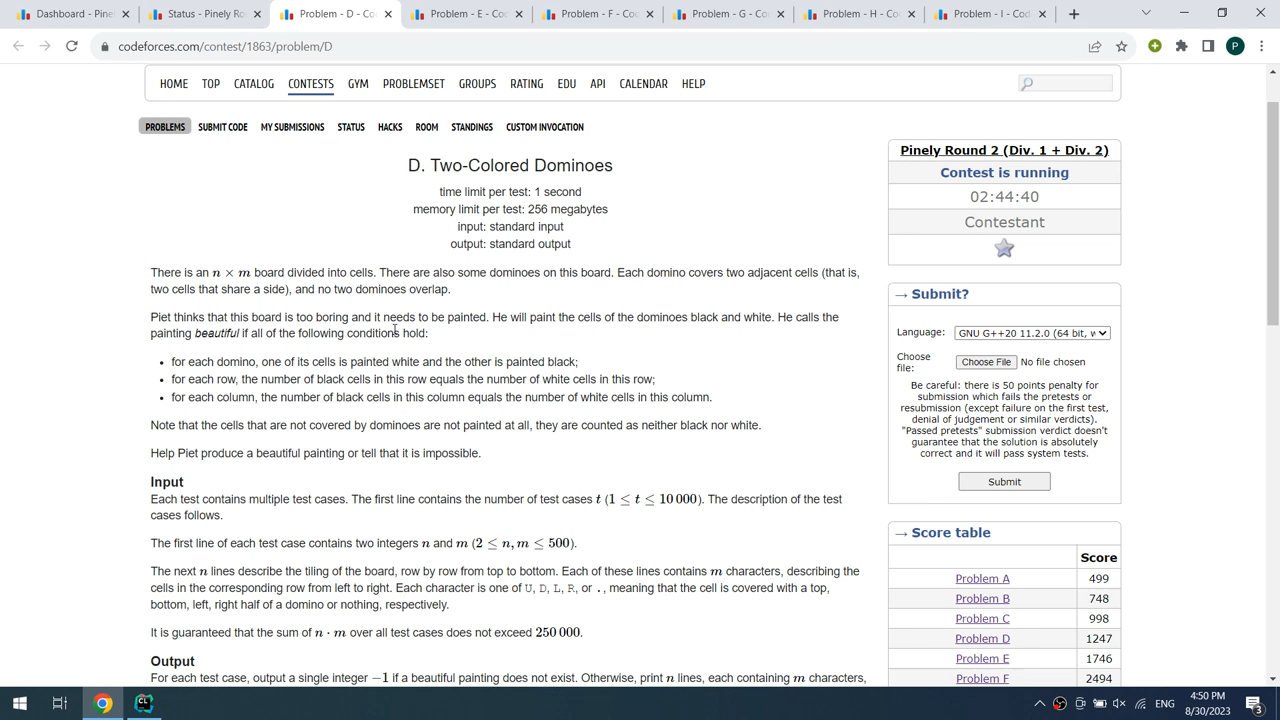 Dashboard - Pinel
Status - Pinely Ro
Problem - D - Co
Problem - E - Coc
Problem - F - Coc
Problem - G - Coc
Problem - H - Coc
Problem - I - Cod
codeforces.com/contest/1863/problem/D
P
HOME TOP CATALOG CONTESTS GYM PROBLEMSET GROUPS RATING EDU API CALENDAR HELP
PROBLEMS SUBMIT CODE MY SUBMISSIONS STATUS HACKS ROOM STANDINGS CUSTOM INVOCATION
D. Two-Colored Dominoes
time limit per test: 1 second
memory limit per test: 256 megabytes
input: standard input
output: standard output
There is an n × m board divided into cells. There are also some dominoes on this board. Each domino covers two adjacent cells (that is,
two cells that share a side), and no two dominoes overlap.
Piet thinks that this board is too boring and it needs to be painted. He will paint the cells of the dominoes black and white. He calls the
painting beautiful if all of the following conditions hold:
• for each domino, one of its cells is painted white and the other is painted black;
• for each row, the number of black cells in this row equals the number of white cells in this row;
• for each column, the number of black cells in this column equals the number of white cells in this column.
Note that the cells that are not covered by dominoes are not painted at all, they are counted as neither black nor white.
Help Piet produce a beautiful painting or tell that it is impossible.
Input
Each test contains multiple test cases. The first line contains the number of test cases t (1 ≤ t ≤ 10 000). The description of the test
cases follows.
The first line of each test case contains two integers n and m (2 ≤ n, m ≤ 500).
The next n lines describe the tiling of the board, row by row from top to bottom. Each of these lines contains m characters, describing the
cells in the corresponding row from left to right. Each character is one of U, D, L, R, or ., meaning that the cell is covered with a top,
bottom, left, right half of a domino or nothing, respectively.
It is guaranteed that the sum of n · m over all test cases does not exceed 250 000.
Output
For each test case, output a single integer −1 if a beautiful painting does not exist. Otherwise, print n lines, each containing m characters,
Pinely Round 2 (Div. 1 + Div. 2)
Contest is running
02:44:40
Contestant
→ Submit?
Language: GNU G++20 11.2.0 (64 bit, w
Choose
file: Choose File No file chosen
Be careful: there is 50 points penalty for
submission which fails the pretests or
resubmission (except failure on the first test,
denial of judgement or similar verdicts).
"Passed pretests" submission verdict doesn't
guarantee that the solution is absolutely
correct and it will pass system tests.
Submit
→ Score table
Score
Problem A 499
Problem B 748
Problem C 998
Problem D 1247
Problem E 1746
Problem F 2494
CL
ENG
4:50 PM
8/30/2023
3